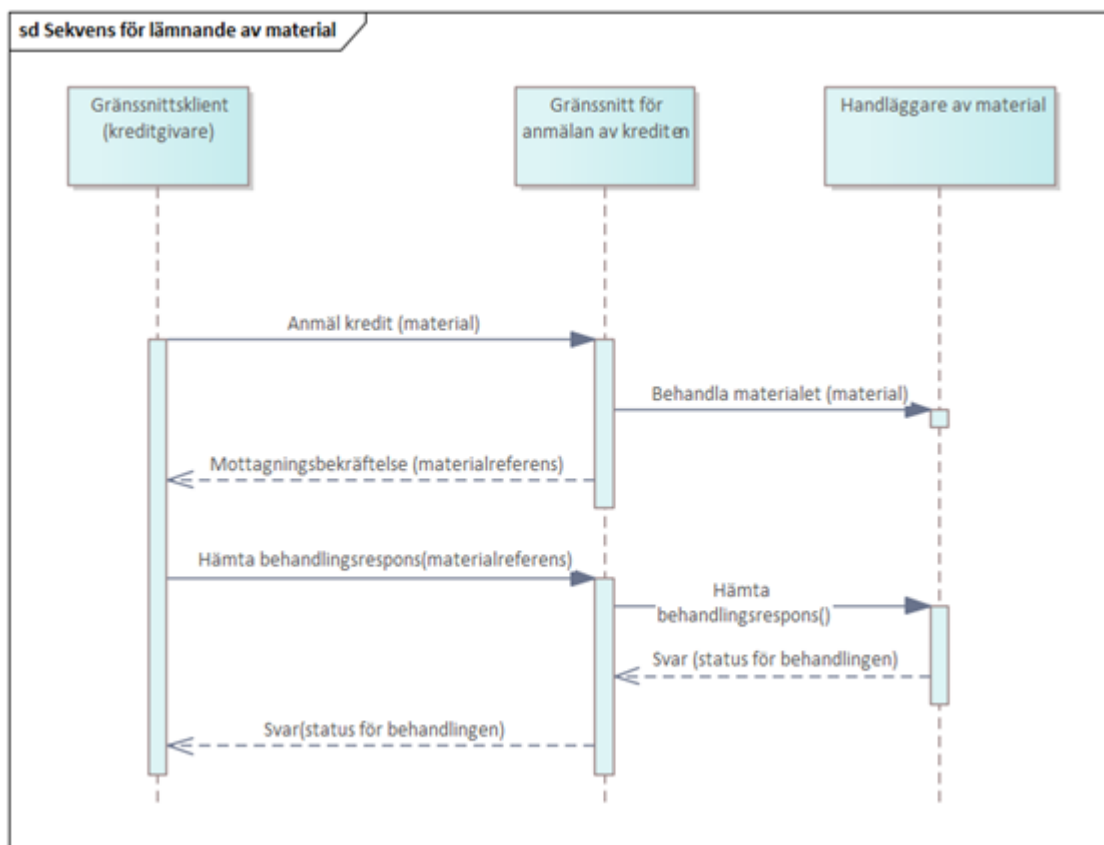 sd Sekvens för lämnande av material
Gränssnittsklient
(kreditgivare)
Gränssnitt för
anmälan av krediten
Handläggare av material
Anmäl kredit (material)
Behandla materialet (material)
Mottagningsbekräftelse (materialreferens)
Hämta behandlingsrespons(materialreferens)
Hämta
behandlingsrespons()
Svar (status för behandlingen)
Svar(status för behandlingen)